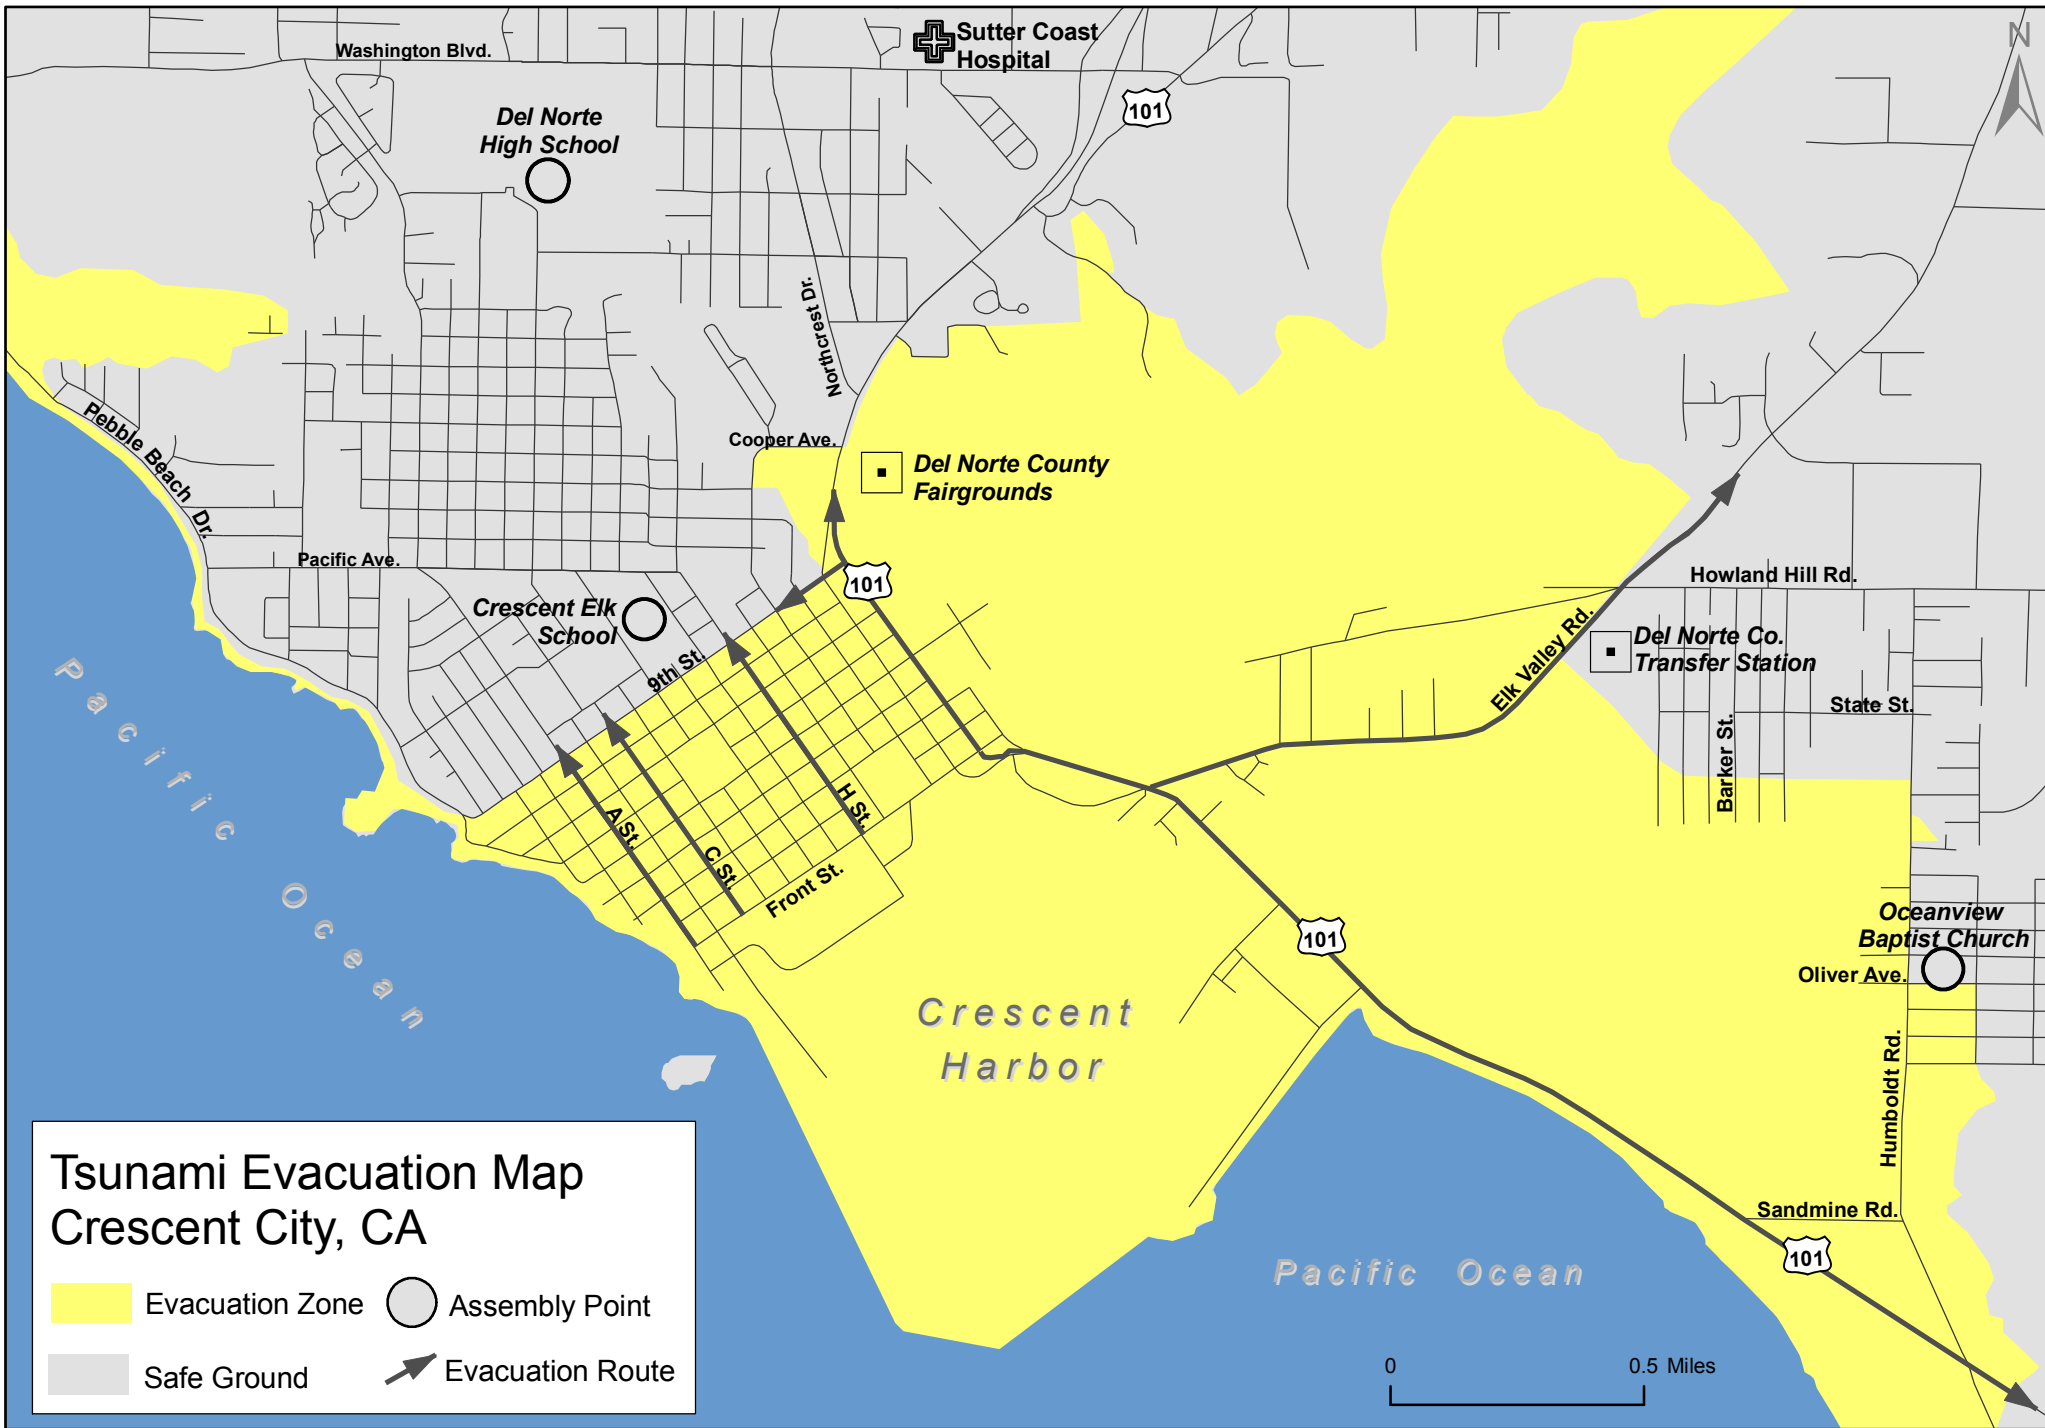 Washington Blvd.
Sutter Coast
Hospital
N
101
Del Norte
High School
Northcrest Dr.
Cooper Ave.
Del Norte County
Fairgrounds
Pebble Beach Dr.
Pacific Ave.
101
Howland Hill Rd.
Crescent Elk
School
9th St.
Elk Valley Rd.
Del Norte Co.
Transfer Station
State St.
Barker St.
Pacific Ocean
A St.
C St.
H St.
Front St.
101
Oceanview
Baptist Church
Oliver Ave.
Crescent
Harbor
Humboldt Rd.
Sandmine Rd.
101
Pacific Ocean
Tsunami Evacuation Map
Crescent City, CA
Evacuation Zone
Assembly Point
Safe Ground
Evacuation Route
0 0.5 Miles